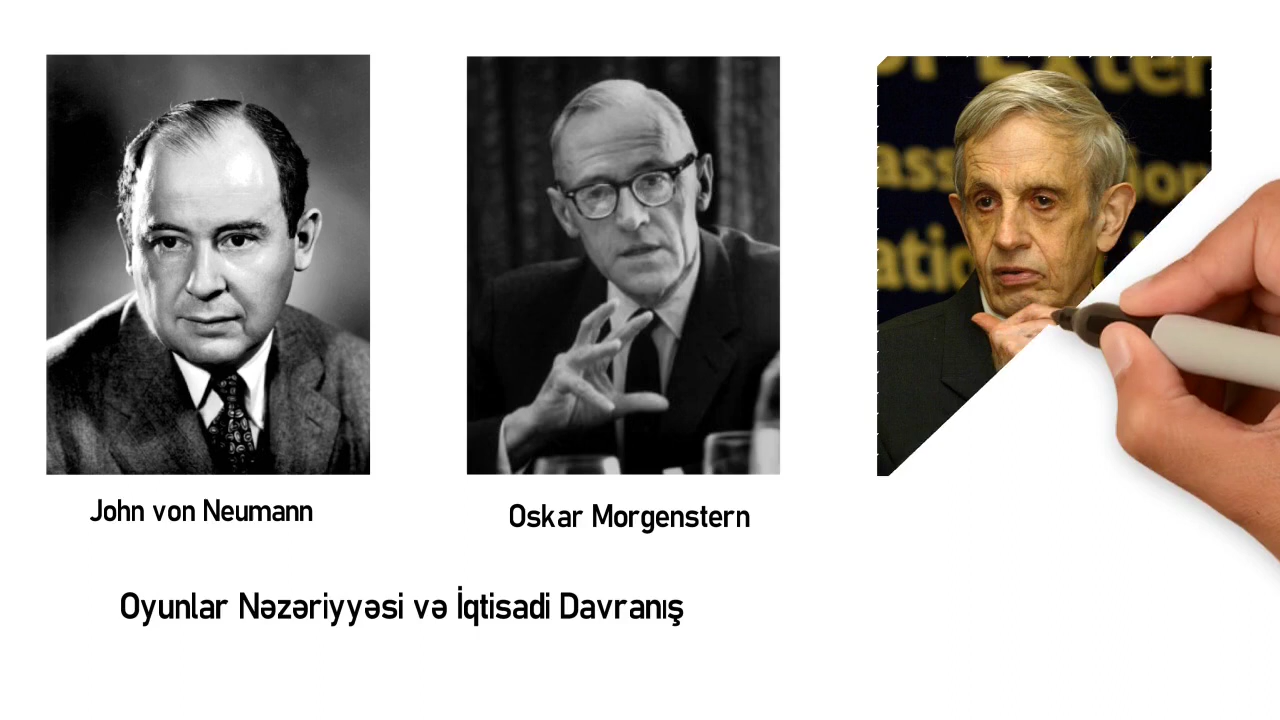 John von Neumann
Oskar Morgenstern
Oyunlar Nəzəriyyəsi və İqtisadi Davranış